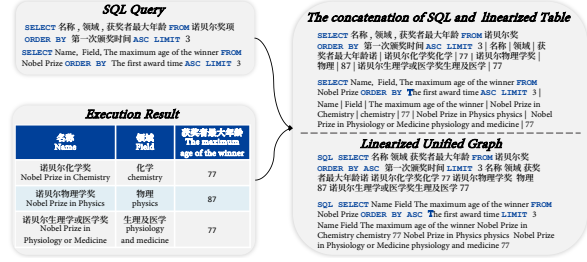 SQL Query
SELECT 名称 , 领域 , 获奖者最大年龄 FROM 诺贝尔奖项
ORDER BY 第一次颁奖时间 ASC LIMIT 3
SELECT Name, Field, The maximum age of the winner FROM
Nobel Prize ORDER BY The first award time ASC LIMIT 3
Execution Result
名称
Name
领域
Field
获奖者最大年龄
The maximum
age of the winner
诺贝尔化学奖
Nobel Prize in Chemistry
化学
chemistry
77
诺贝尔物理学奖
Nobel Prize in Physics
物理
physics
87
诺贝尔生理学或医学奖
Nobel Prize in
Physiology or Medicine
生理及医学
physiology
and medicine
77
The concatenation of SQL and linearized Table
SELECT 名称 , 领域 , 获奖者最大年龄 FROM 诺贝尔奖
ORDER BY 第一次颁奖时间 ASC LIMIT 3 | 名称 | 领域 | 获
奖者最大年龄 | 诺贝尔化学奖化学 | 77 | 诺贝尔物理学奖 |
物理 | 87 | 诺贝尔生理学或医学奖生理及医学 | 77
SELECT Name, Field, The maximum age of the winner FROM
Nobel Prize ORDER BY The first award time ASC LIMIT 3 |
Name | Field | The maximum age of the winner | Nobel Prize in
Chemistry | chemistry | 77 | Nobel Prize in Physics physics | Nobel
Prize in Physiology or Medicine physiology and medicine | 77
Linearized Unified Graph
SQL SELECT 名称 领域 获奖者最大年龄 FROM 诺贝尔奖
ORDER BY ASC 第一次颁奖时间 LIMIT 3 名称 领域 获奖
者最大年龄诺 诺贝尔化学奖化学 77 诺贝尔物理学奖 物理
87 诺贝尔生理学或医学奖生理及医学 77
SQL SELECT Name Field The maximum age of the winner FROM
Nobel Prize ORDER BY ASC The first award time LIMIT 3
Name Field The maximum age of the winner Nobel Prize in
Chemistry chemistry 77 Nobel Prize in Physics physics Nobel Prize
in Physiology or Medicine physiology and medicine 77